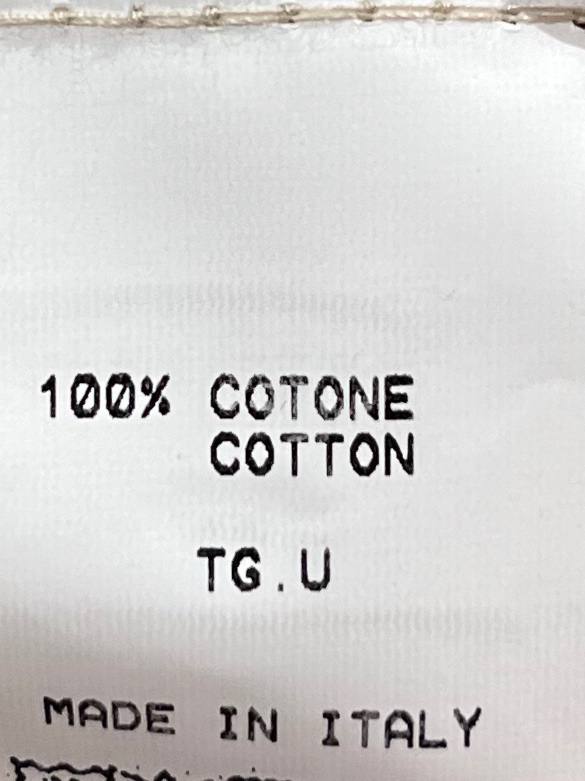 100% COTONE
COTTON
TG.U
MADE IN ITALY